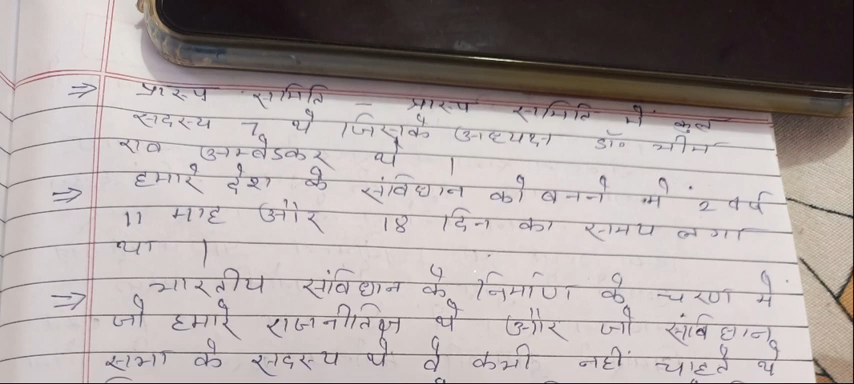 ⇒ प्रारूप समिति - प्रारूप समिति में कुल
सदस्य 7 थे जिसके अध्यक्ष डॉ० भीम
राव अम्बेडकर थे ।
⇒ हमारे देश के संविधान को बनने में 2 वर्ष
11 माह और 18 दिन का समय लगा
था ।
⇒ भारतीय संविधान के निर्माण के चरण में
जो हमारे राजनीतिज्ञ थे और जो संविधान
सभा के सदस्य थे वे कभी नहीं चाहते थे